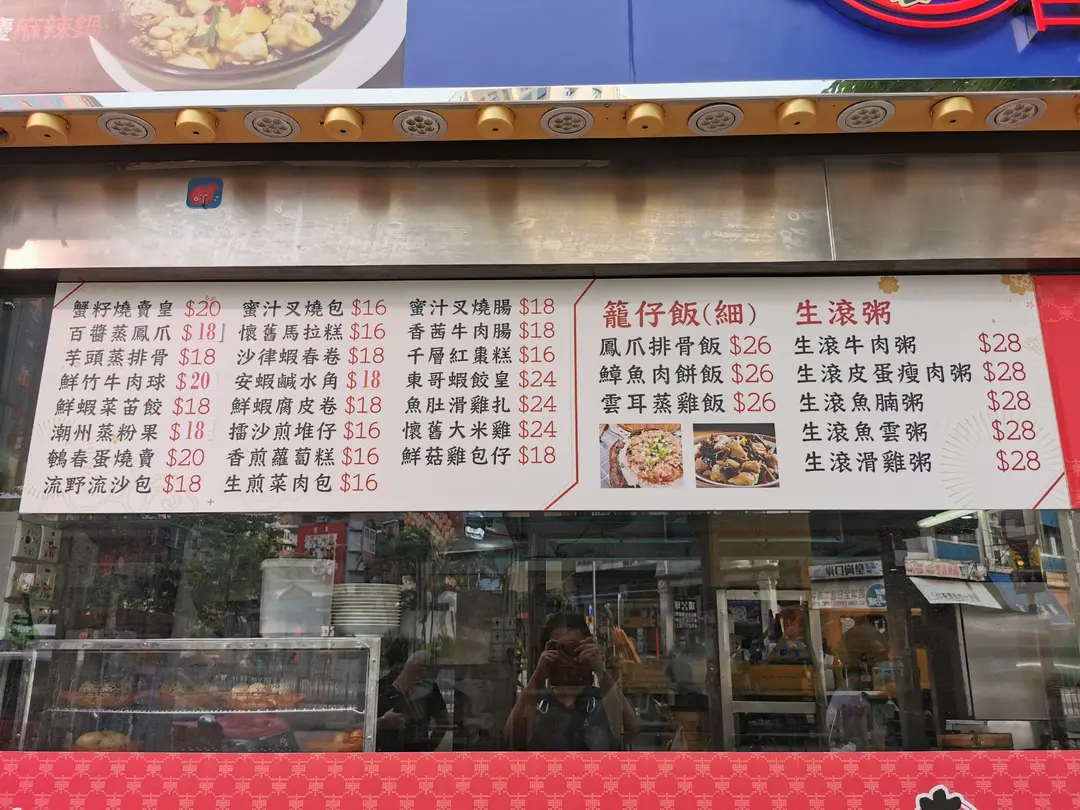 麻辣鍋
蟹籽燒賣皇 $20
百醬蒸鳳爪 $18
芋頭蒸排骨 $18
鮮竹牛肉球 $20
鮮蝦菜苗餃 $18
潮州蒸粉果 $18
鵪春蛋燒賣 $20
流野流沙包 $18
蜜汁叉燒包 $16
懷舊馬拉糕 $16
沙律蝦春卷 $18
安蝦鹹水角 $18
鮮蝦腐皮卷 $18
擂沙煎堆仔 $16
香煎蘿蔔糕 $16
生煎菜肉包 $16
蜜汁叉燒腸 $18
香茜牛肉腸 $18
千層紅棗糕 $16
東哥蝦餃皇 $24
魚肚滑雞扎 $24
懷舊大米雞 $24
鮮菇雞包仔 $18
籠仔飯(細)
鳳爪排骨飯 $26
鱆魚肉餅飯 $26
雲耳蒸雞飯 $26
生滾粥
生滾牛肉粥 $28
生滾皮蛋瘦肉粥 $28
生滾魚腩粥 $28
生滾魚雲粥 $28
生滾滑雞粥 $28